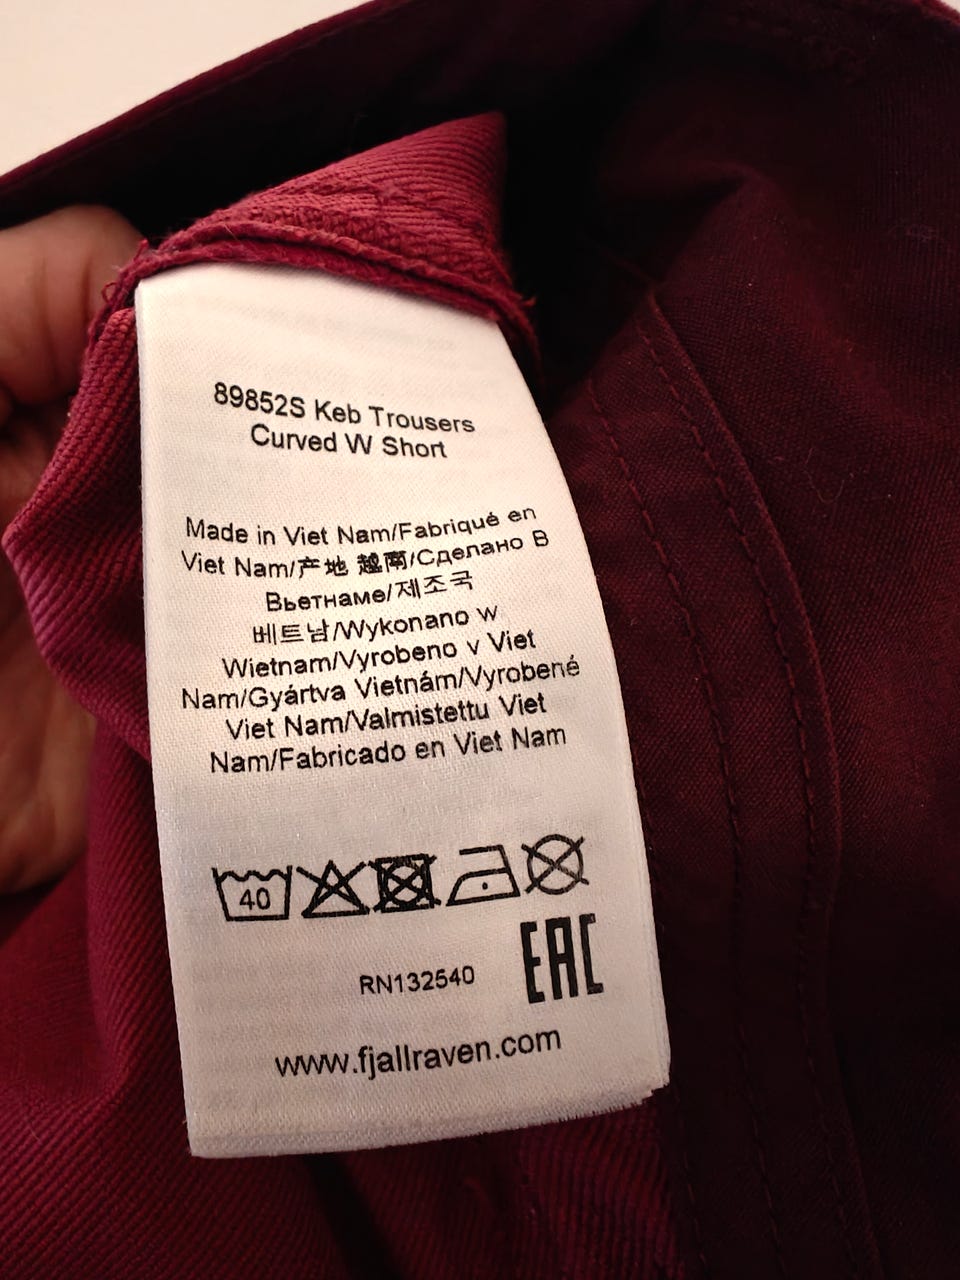 89852S Keb Trousers
Curved W Short
Made in Viet Nam/Fabriqué en
Viet Nam/产地 越南/Сделано В
Вьетнаме/제조국
베트남/Wykonano w
Wietnam/Vyrobeno v Viet
Nam/Gyártva Vietnám/Vyrobené
Viet Nam/Valmistettu Viet
Nam/Fabricado en Viet Nam
40
EAC
RN132540
www.fjallraven.com